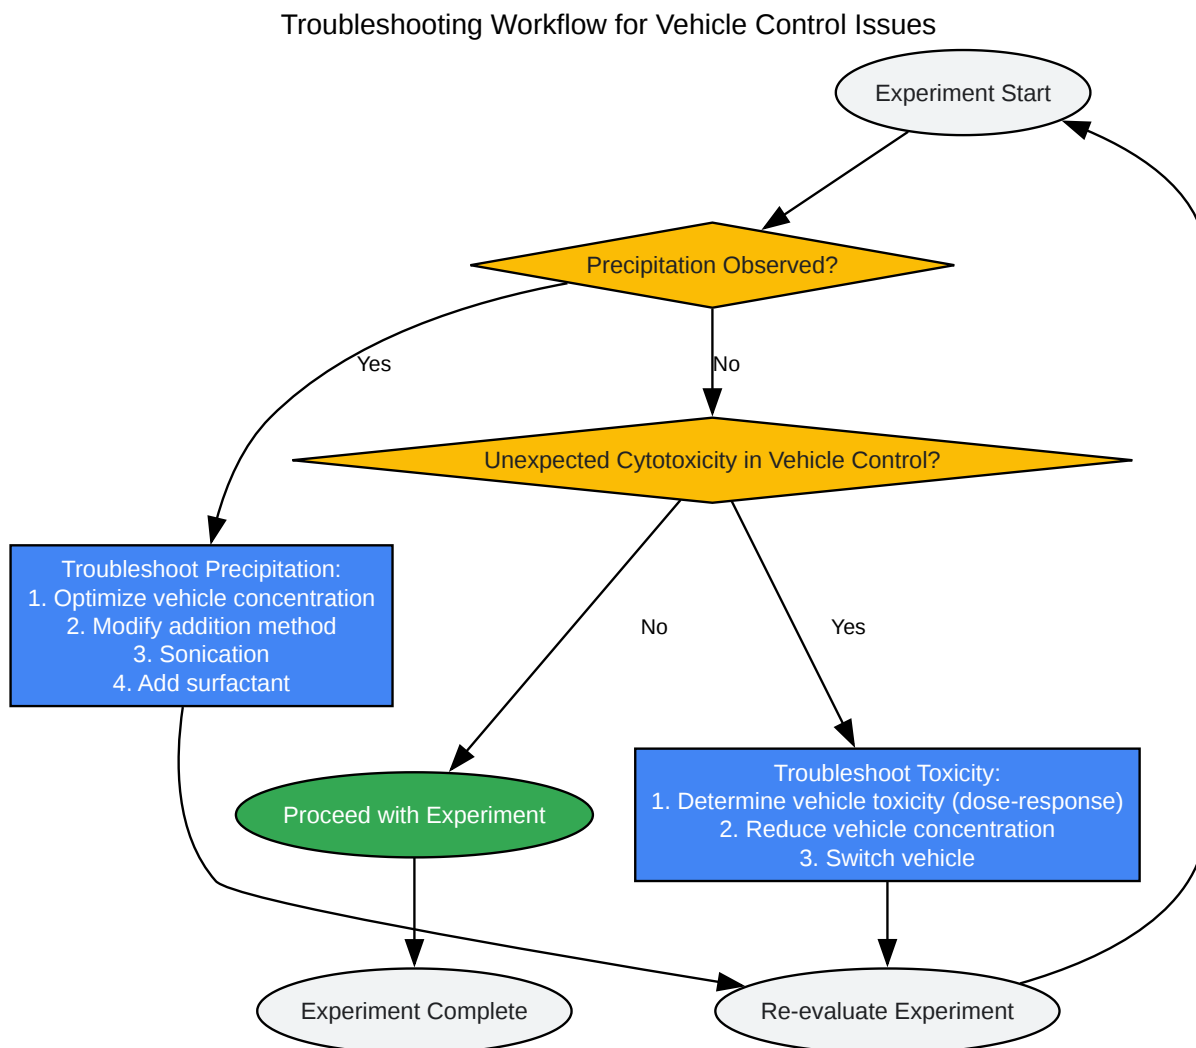 Troubleshooting Workflow for Vehicle Control Issues
Experiment Start
Precipitation Observed?
Yes
No
Unexpected Cytotoxicity in Vehicle Control?
Troubleshoot Precipitation:
1. Optimize vehicle concentration
2. Modify addition method
3. Sonication
4. Add surfactant
No
Yes
Proceed with Experiment
Troubleshoot Toxicity:
1. Determine vehicle toxicity (dose-response)
2. Reduce vehicle concentration
3. Switch vehicle
Experiment Complete
Re-evaluate Experiment